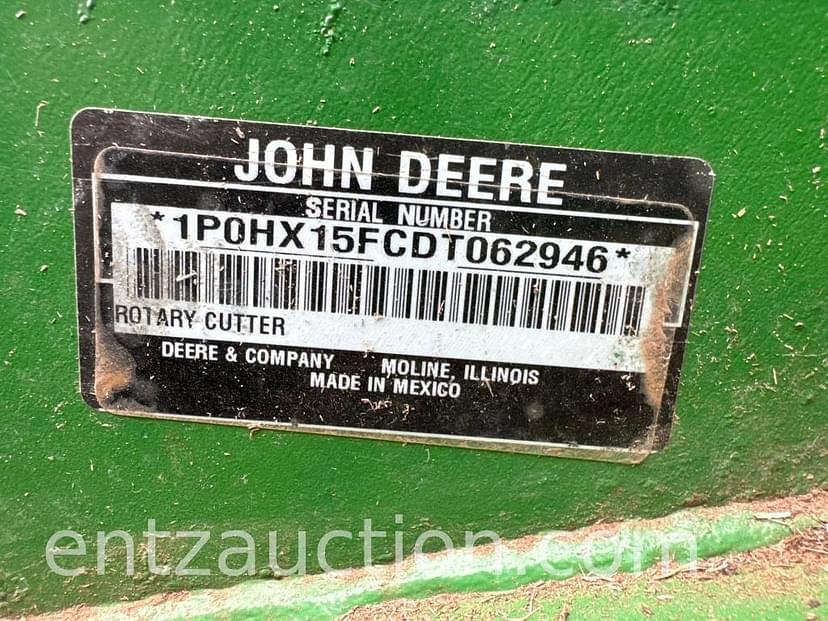 JOHN DEERE
SERIAL NUMBER
*1P0HX15FCDT062946*
ROTARY CUTTER
DEERE & COMPANY MOLINE, ILLINOIS
MADE IN MEXICO
entzauction.com